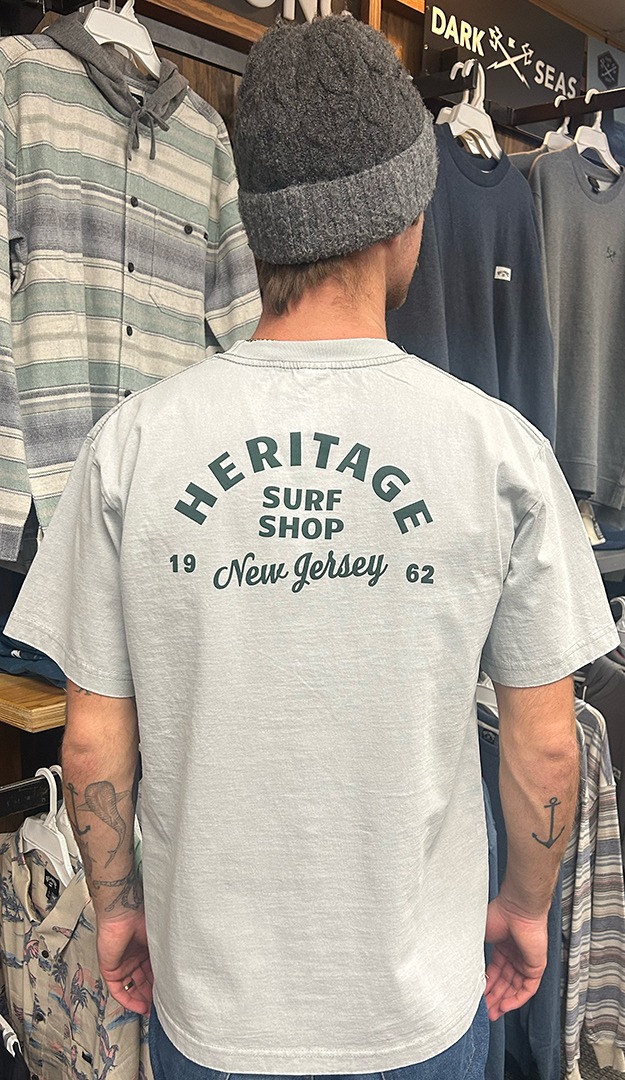 DARK
SEAS
HERITAGE
SURF
SHOP
19 New Jersey 62